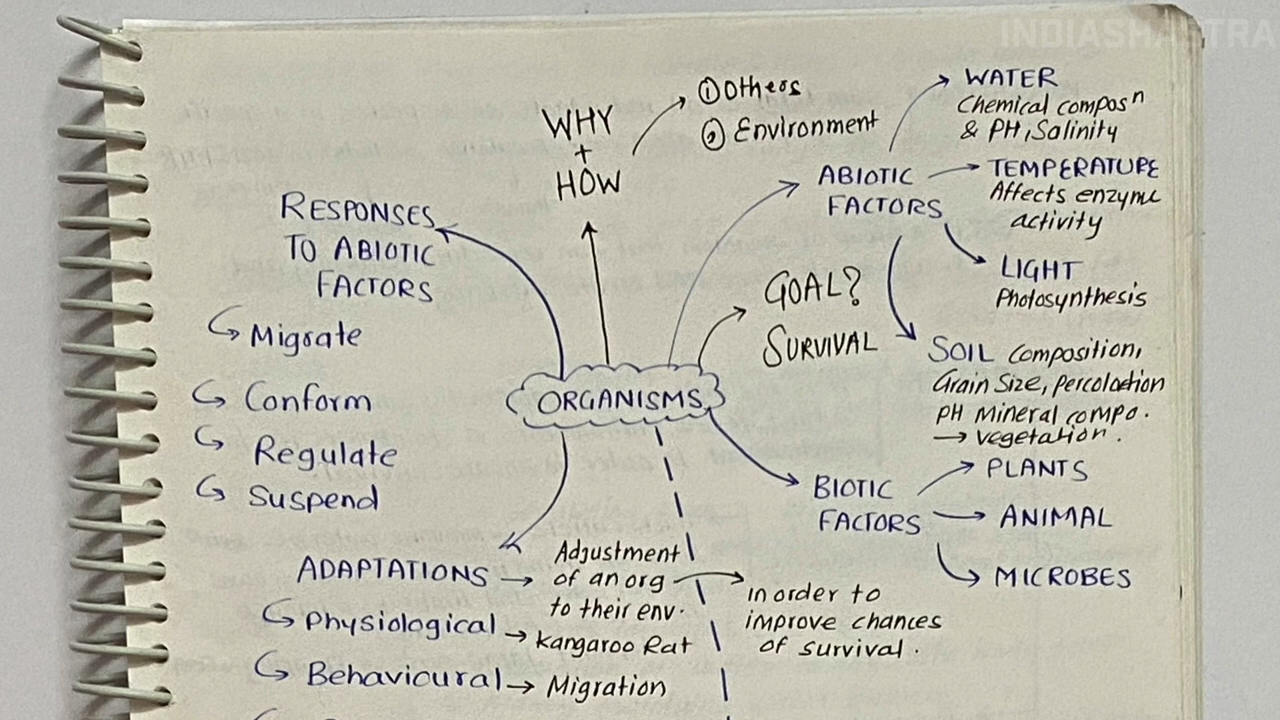 INDIASHASTRA
WHY
+
HOW
① Others
② Environment
ABIOTIC
FACTORS
WATER
Chemical composⁿ
& PH, Salinity
TEMPERATURE
Affects enzyme
activity
LIGHT
Photosynthesis
SOIL composition,
Grain Size, percolaetion
PH Mineral compo.
→ vegetation.
RESPONSES
TO ABIOTIC
FACTORS
↪ Migrate
↪ Conform
↪ Regulate
↪ Suspend
GOAL?
SURVIVAL
ORGANISMS
BIOTIC
FACTORS
PLANTS
ANIMAL
MICROBES
ADAPTATIONS →
Adjustment
of an org
to their env.
in order to
improve chances
of survival.
↪ Physiological → kangaroo Rat
↪ Behavioural → Migration